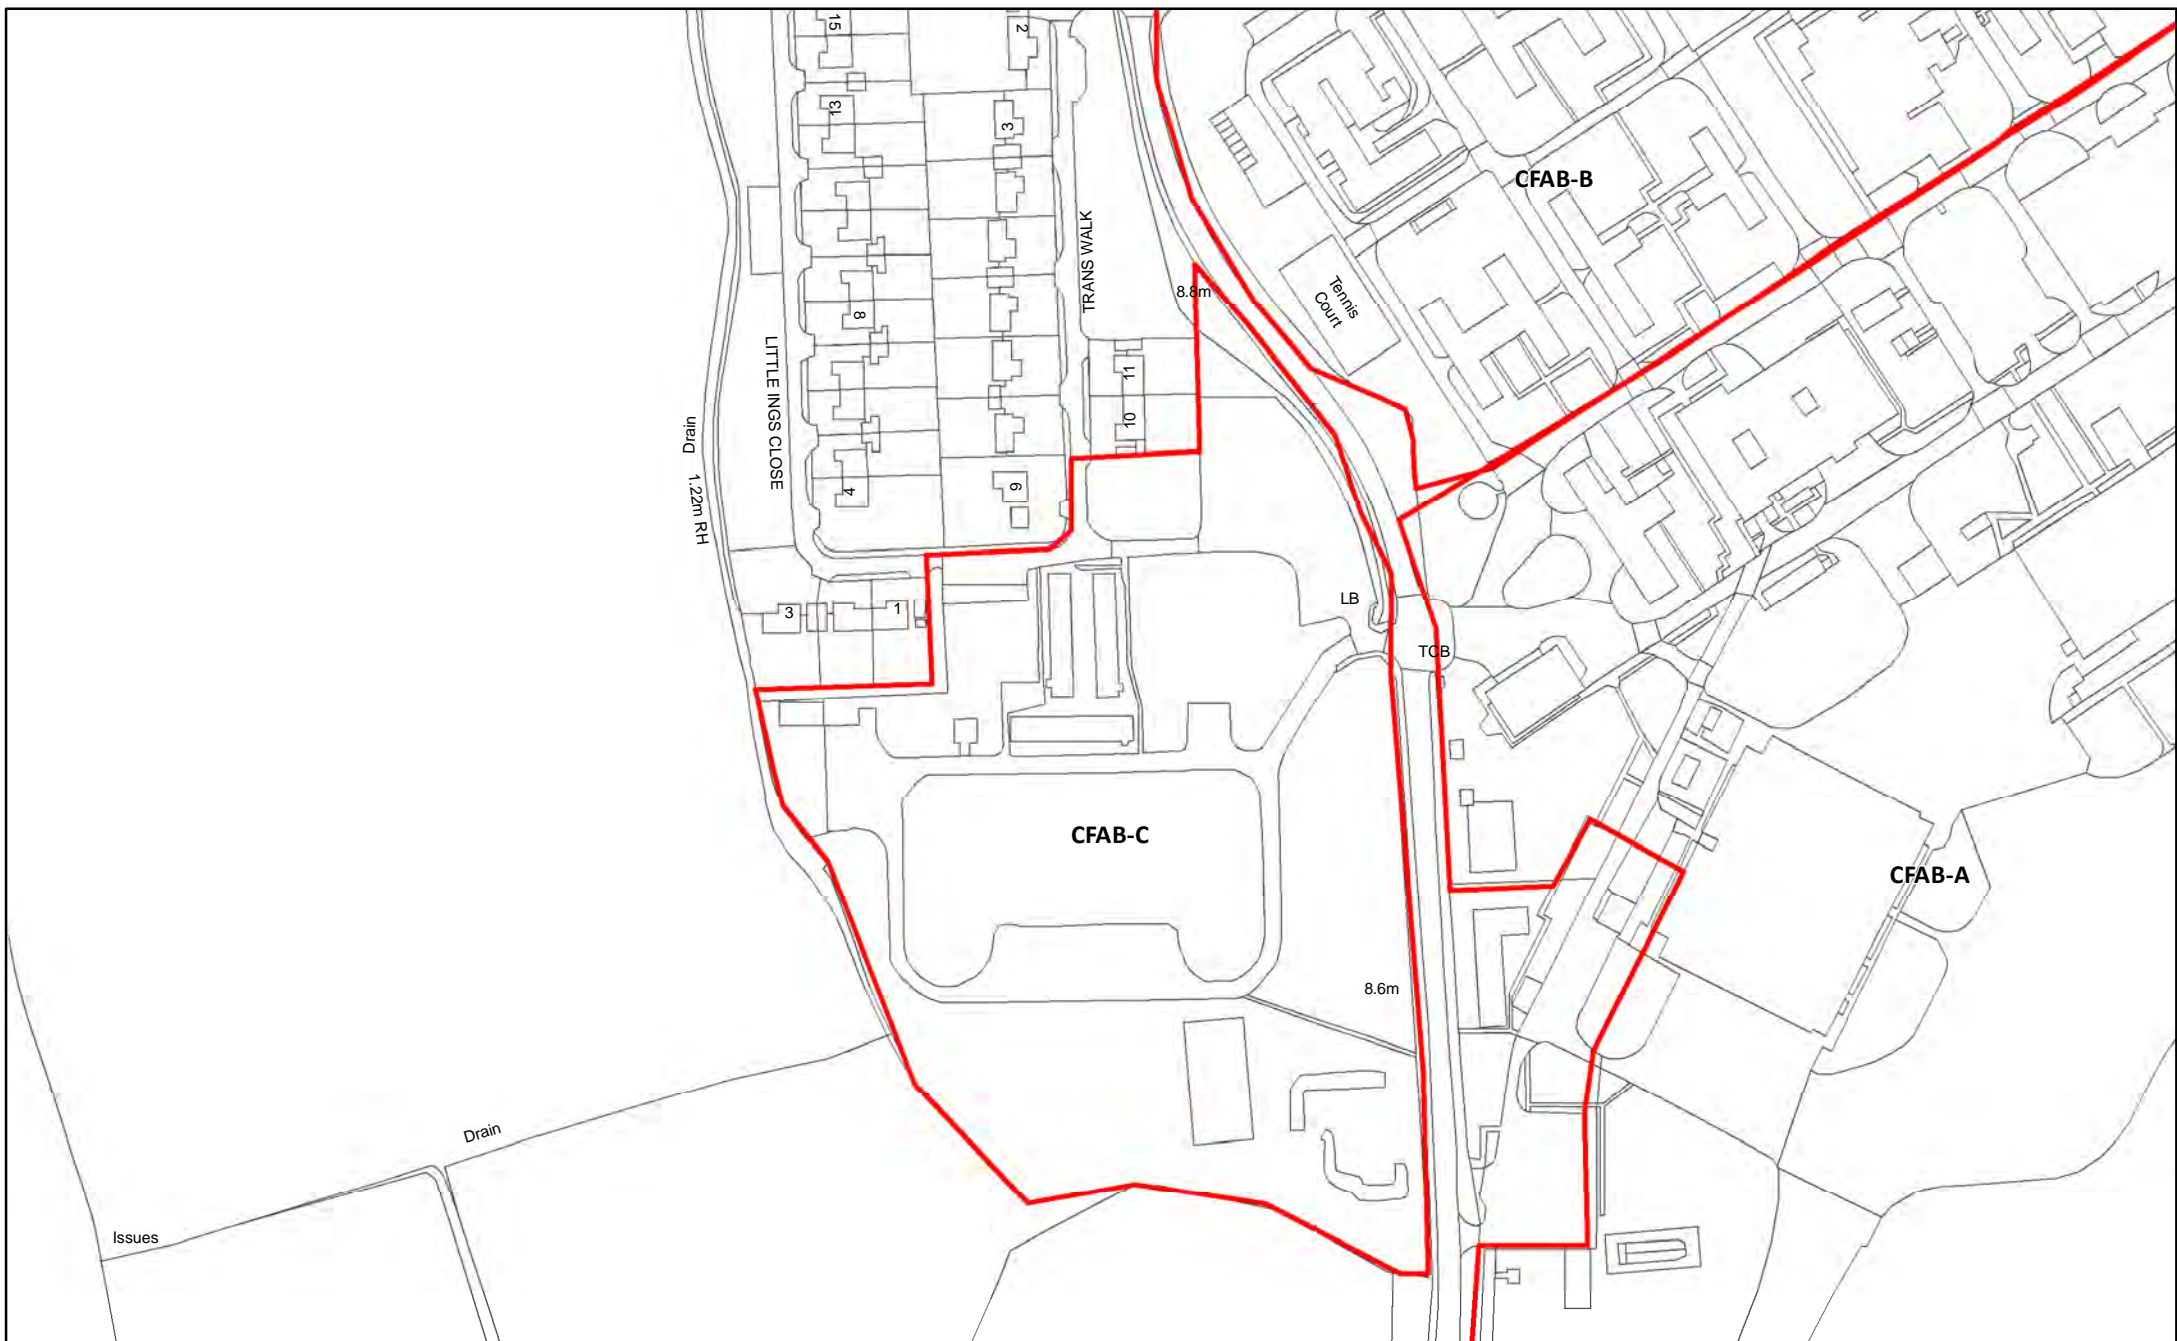 15
2
13
3
CFAB-B
TRANS WALK
8.8m
Tennis
Court
8
LITTLE INGS CLOSE
11
10
Drain
1.22m RH
4
9
LB
3
1
TCB
CFAB-C
CFAB-A
8.6m
Drain
Issues